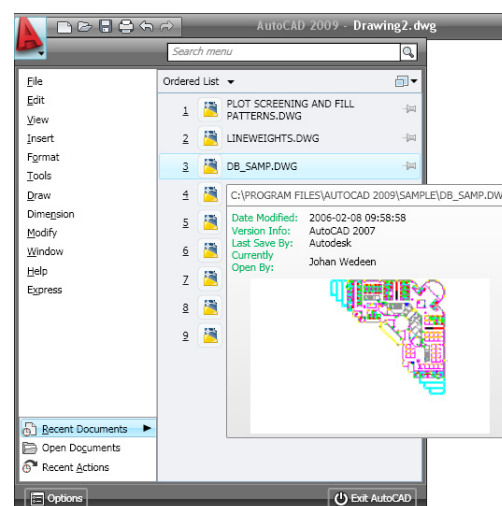 AutoCAD 2009 - Drawing2.dwg
Search menu
File
Edit
View
Insert
Format
Tools
Draw
Dimension
Modify
Window
Help
Express
Recent Documents
Open Documents
Recent Actions
Ordered List
1 PLOT SCREENING AND FILL
PATTERNS.DWG
2 LINEWEIGHTS.DWG
3 DB_SAMP.DWG
4
5
6
7
8
9
C:\PROGRAM FILES\AUTOCAD 2009\SAMPLE\DB_SAMP.DW
Date Modified: 2006-02-08 09:58:58
Version Info: AutoCAD 2007
Last Save By: Autodesk
Currently
Open By: Johan Wedeen
Options
Exit AutoCAD